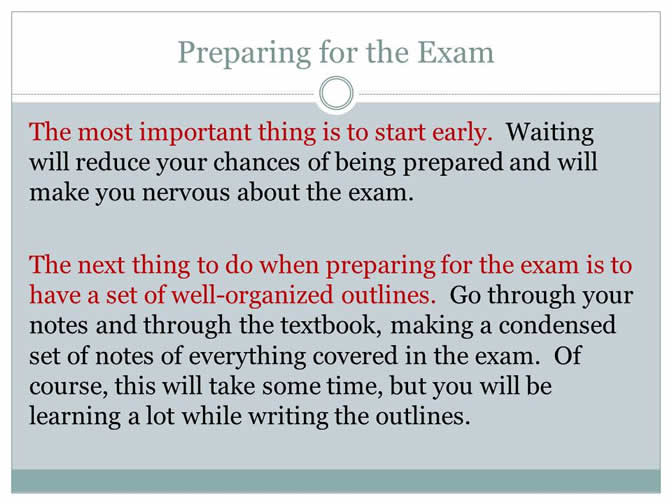 Preparing for the Exam
The most important thing is to start early.  Waiting
will reduce your chances of being prepared and will
make you nervous about the exam.
The next thing to do when preparing for the exam is to
have a set of well-organized outlines.  Go through your
notes and through the textbook, making a condensed
set of notes of everything covered in the exam.  Of
course, this will take some time, but you will be
learning a lot while writing the outlines.